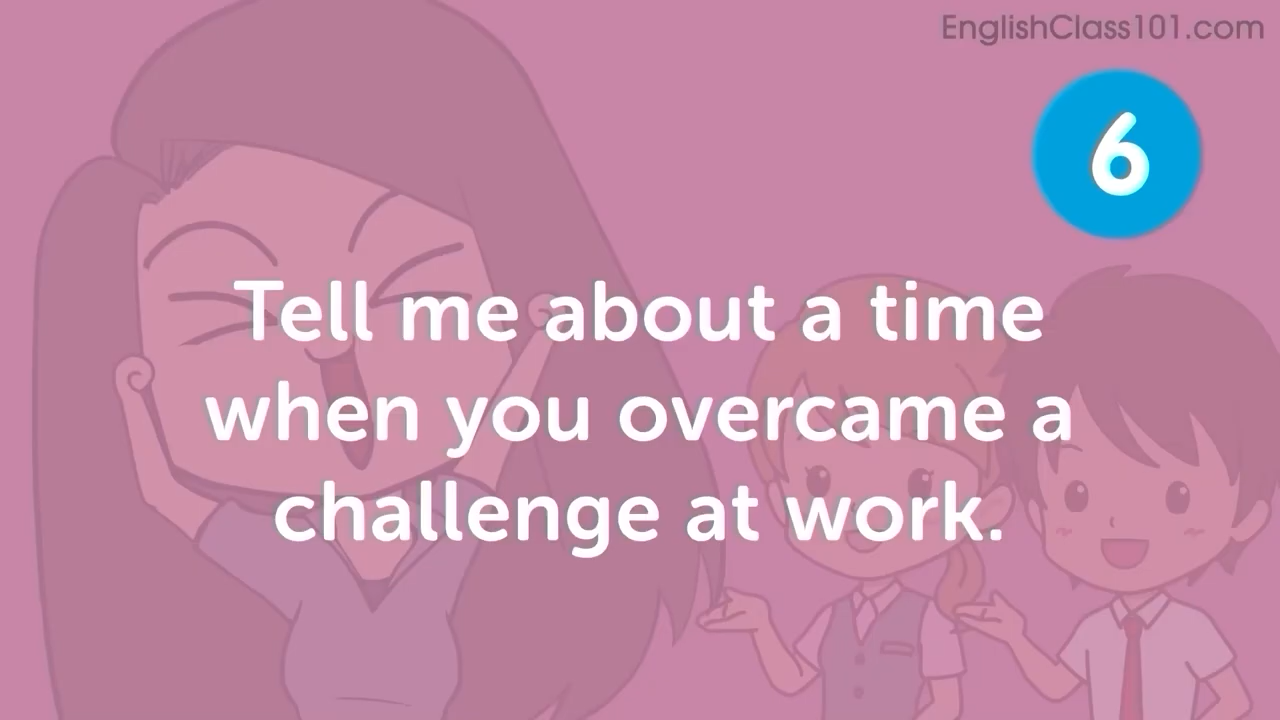 EnglishClass101.com
6
Tell me about a time
when you overcame a
challenge at work.